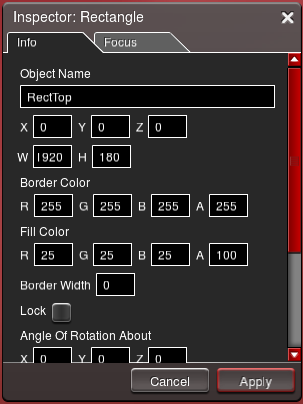 Inspector: Rectangle
Info Focus
Object Name
RectTop
X 0 Y 0 Z 0
W 1920 H 180
Border Color
R 255 G 255 B 255 A 255
Fill Color
R 25 G 25 B 25 A 100
Border Width 0
Lock
Angle Of Rotation About
X 0 Y 0 Z 0
Cancel Apply